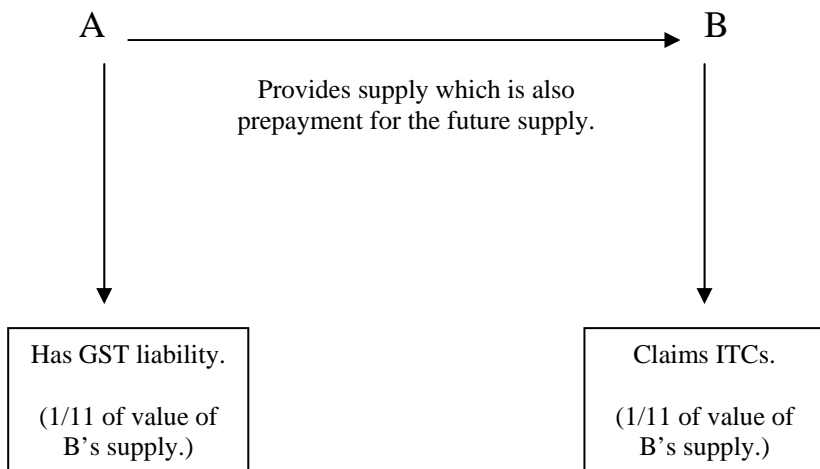 A
B
Provides supply which is also
prepayment for the future supply.
Has GST liability.
(1/11 of value of
B's supply.)
Claims ITCs.
(1/11 of value of
B's supply.)